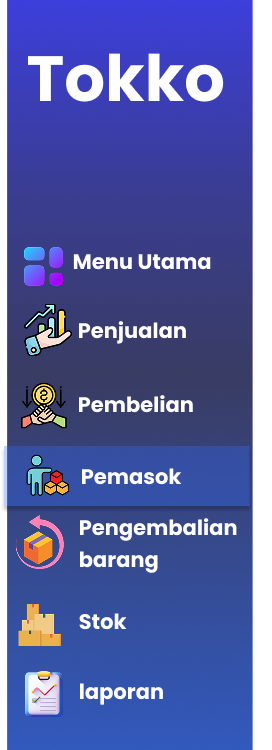 Tokko
Menu Utama
Penjualan
Pembelian
Pemasok
Pengembalian
barang
Stok
laporan